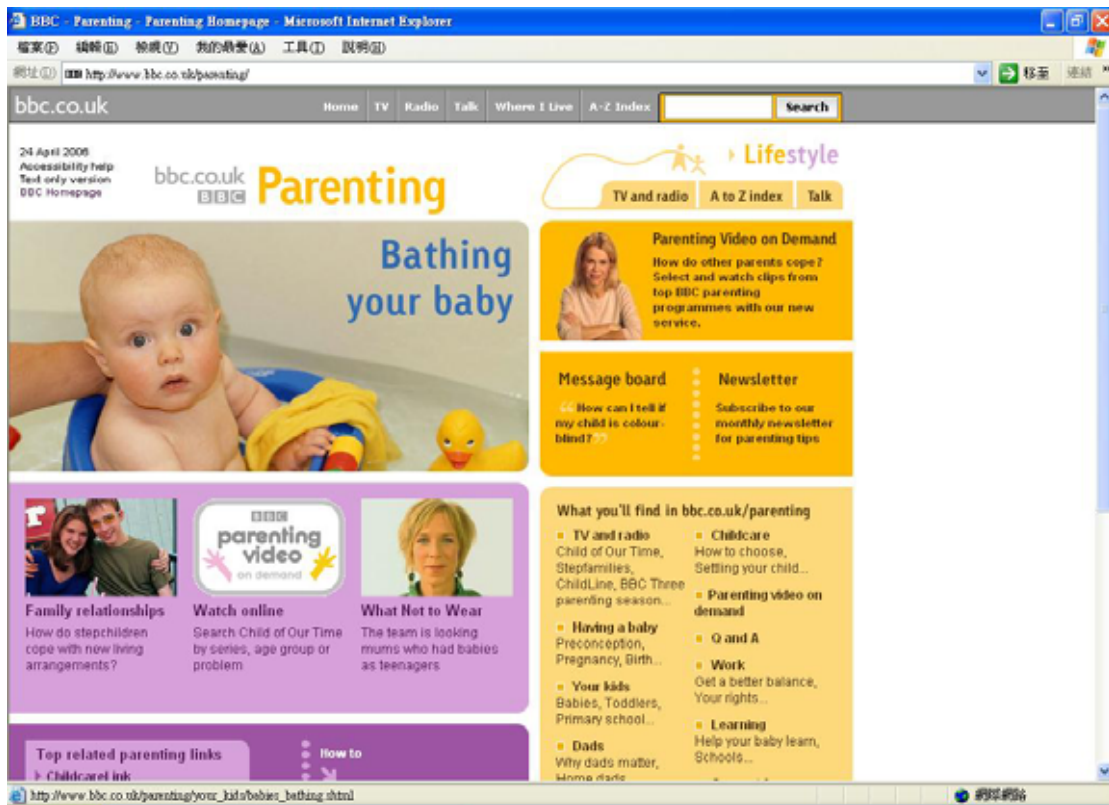 BBC - Parenting - Parenting Homepage - Microsoft Internet Explorer
檔案(F) 編輯(E) 檢視(V) 我的最愛(A) 工具(T) 說明(H)
網址(D) http://www.bbc.co.uk/parenting/ 移至 連結 »
bbc.co.uk
Home TV Radio Talk Where I Live A-Z Index Search
24 April 2006
Accessibility help
Text only version
BBC Homepage
bbc.co.uk
BBC
Parenting
Lifestyle
TV and radio A to Z index Talk
Bathing
your baby
Parenting Video on Demand
How do other parents cope?
Select and watch clips from
top BBC parenting
programmes with our new
service.
Message board
“How can I tell if
my child is colour-
blind?”
Newsletter
Subscribe to our
monthly newsletter
for parenting tips
Family relationships
How do stepchildren
cope with new living
arrangements?
BBC
parenting
video
on demand
Watch online
Search Child of Our Time
by series, age group or
problem
What Not to Wear
The team is looking
mums who had babies
as teenagers
What you'll find in bbc.co.uk/parenting
TV and radio
Child of Our Time,
Stepfamilies,
ChildLine, BBC Three
parenting season...
Having a baby
Preconception,
Pregnancy, Birth...
Your kids
Babies, Toddlers,
Primary school...
Dads
Why dads matter,
Home dads
Childcare
How to choose,
Settling your child...
Parenting video on
demand
Q and A
Work
Get a better balance,
Your rights...
Learning
Help your baby learn,
Schools...
Top related parenting links
ChildcareLink
How to
http://www.bbc.co.uk/parenting/your_kids/babies_bathing.shtml
網際網路